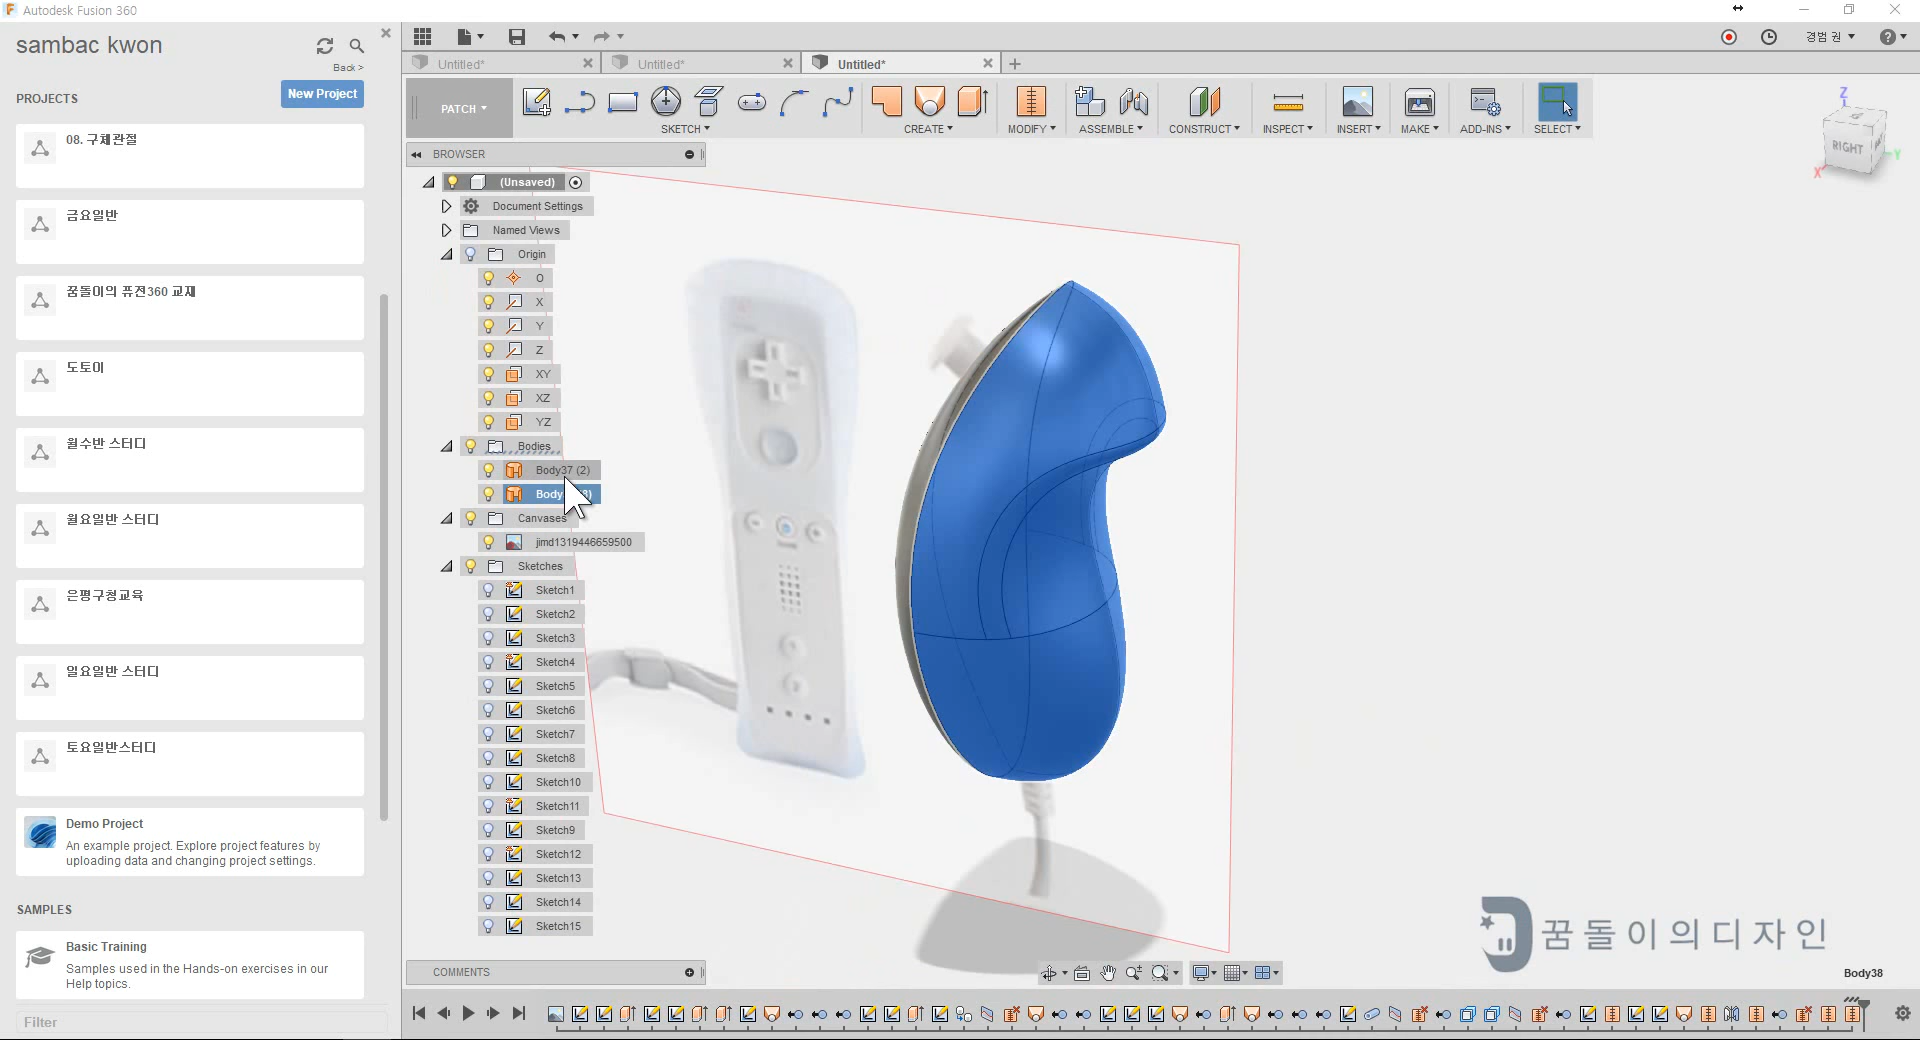 Autodesk Fusion 360
sambac kwon
Back >
PROJECTS
New Project
08. 구체관절
금요일반
꿈돌이의 퓨전360 교재
도토이
월수반 스터디
월요일반 스터디
은평구청교육
일요일반 스터디
토요일반스터디
Demo Project
An example project. Explore project features by
uploading data and changing project settings.
SAMPLES
Basic Training
Samples used in the Hands-on exercises in our
Help topics.
Filter
경범 권
Untitled*
Untitled*
Untitled*
PATCH
SKETCH
CREATE
MODIFY
ASSEMBLE
CONSTRUCT
INSPECT
INSERT
MAKE
ADD-INS
SELECT
BROWSER
(Unsaved)
Document Settings
Named Views
Origin
O
X
Y
Z
XY
XZ
YZ
Bodies
Body37 (2)
Canvases
jimd1319446659500
Sketches
Sketch1
Sketch2
Sketch3
Sketch4
Sketch5
Sketch6
Sketch7
Sketch8
Sketch10
Sketch11
Sketch9
Sketch12
Sketch13
Sketch14
Sketch15
COMMENTS
Z
RIGHT
X
Y
꿈돌이의디자인
Body38